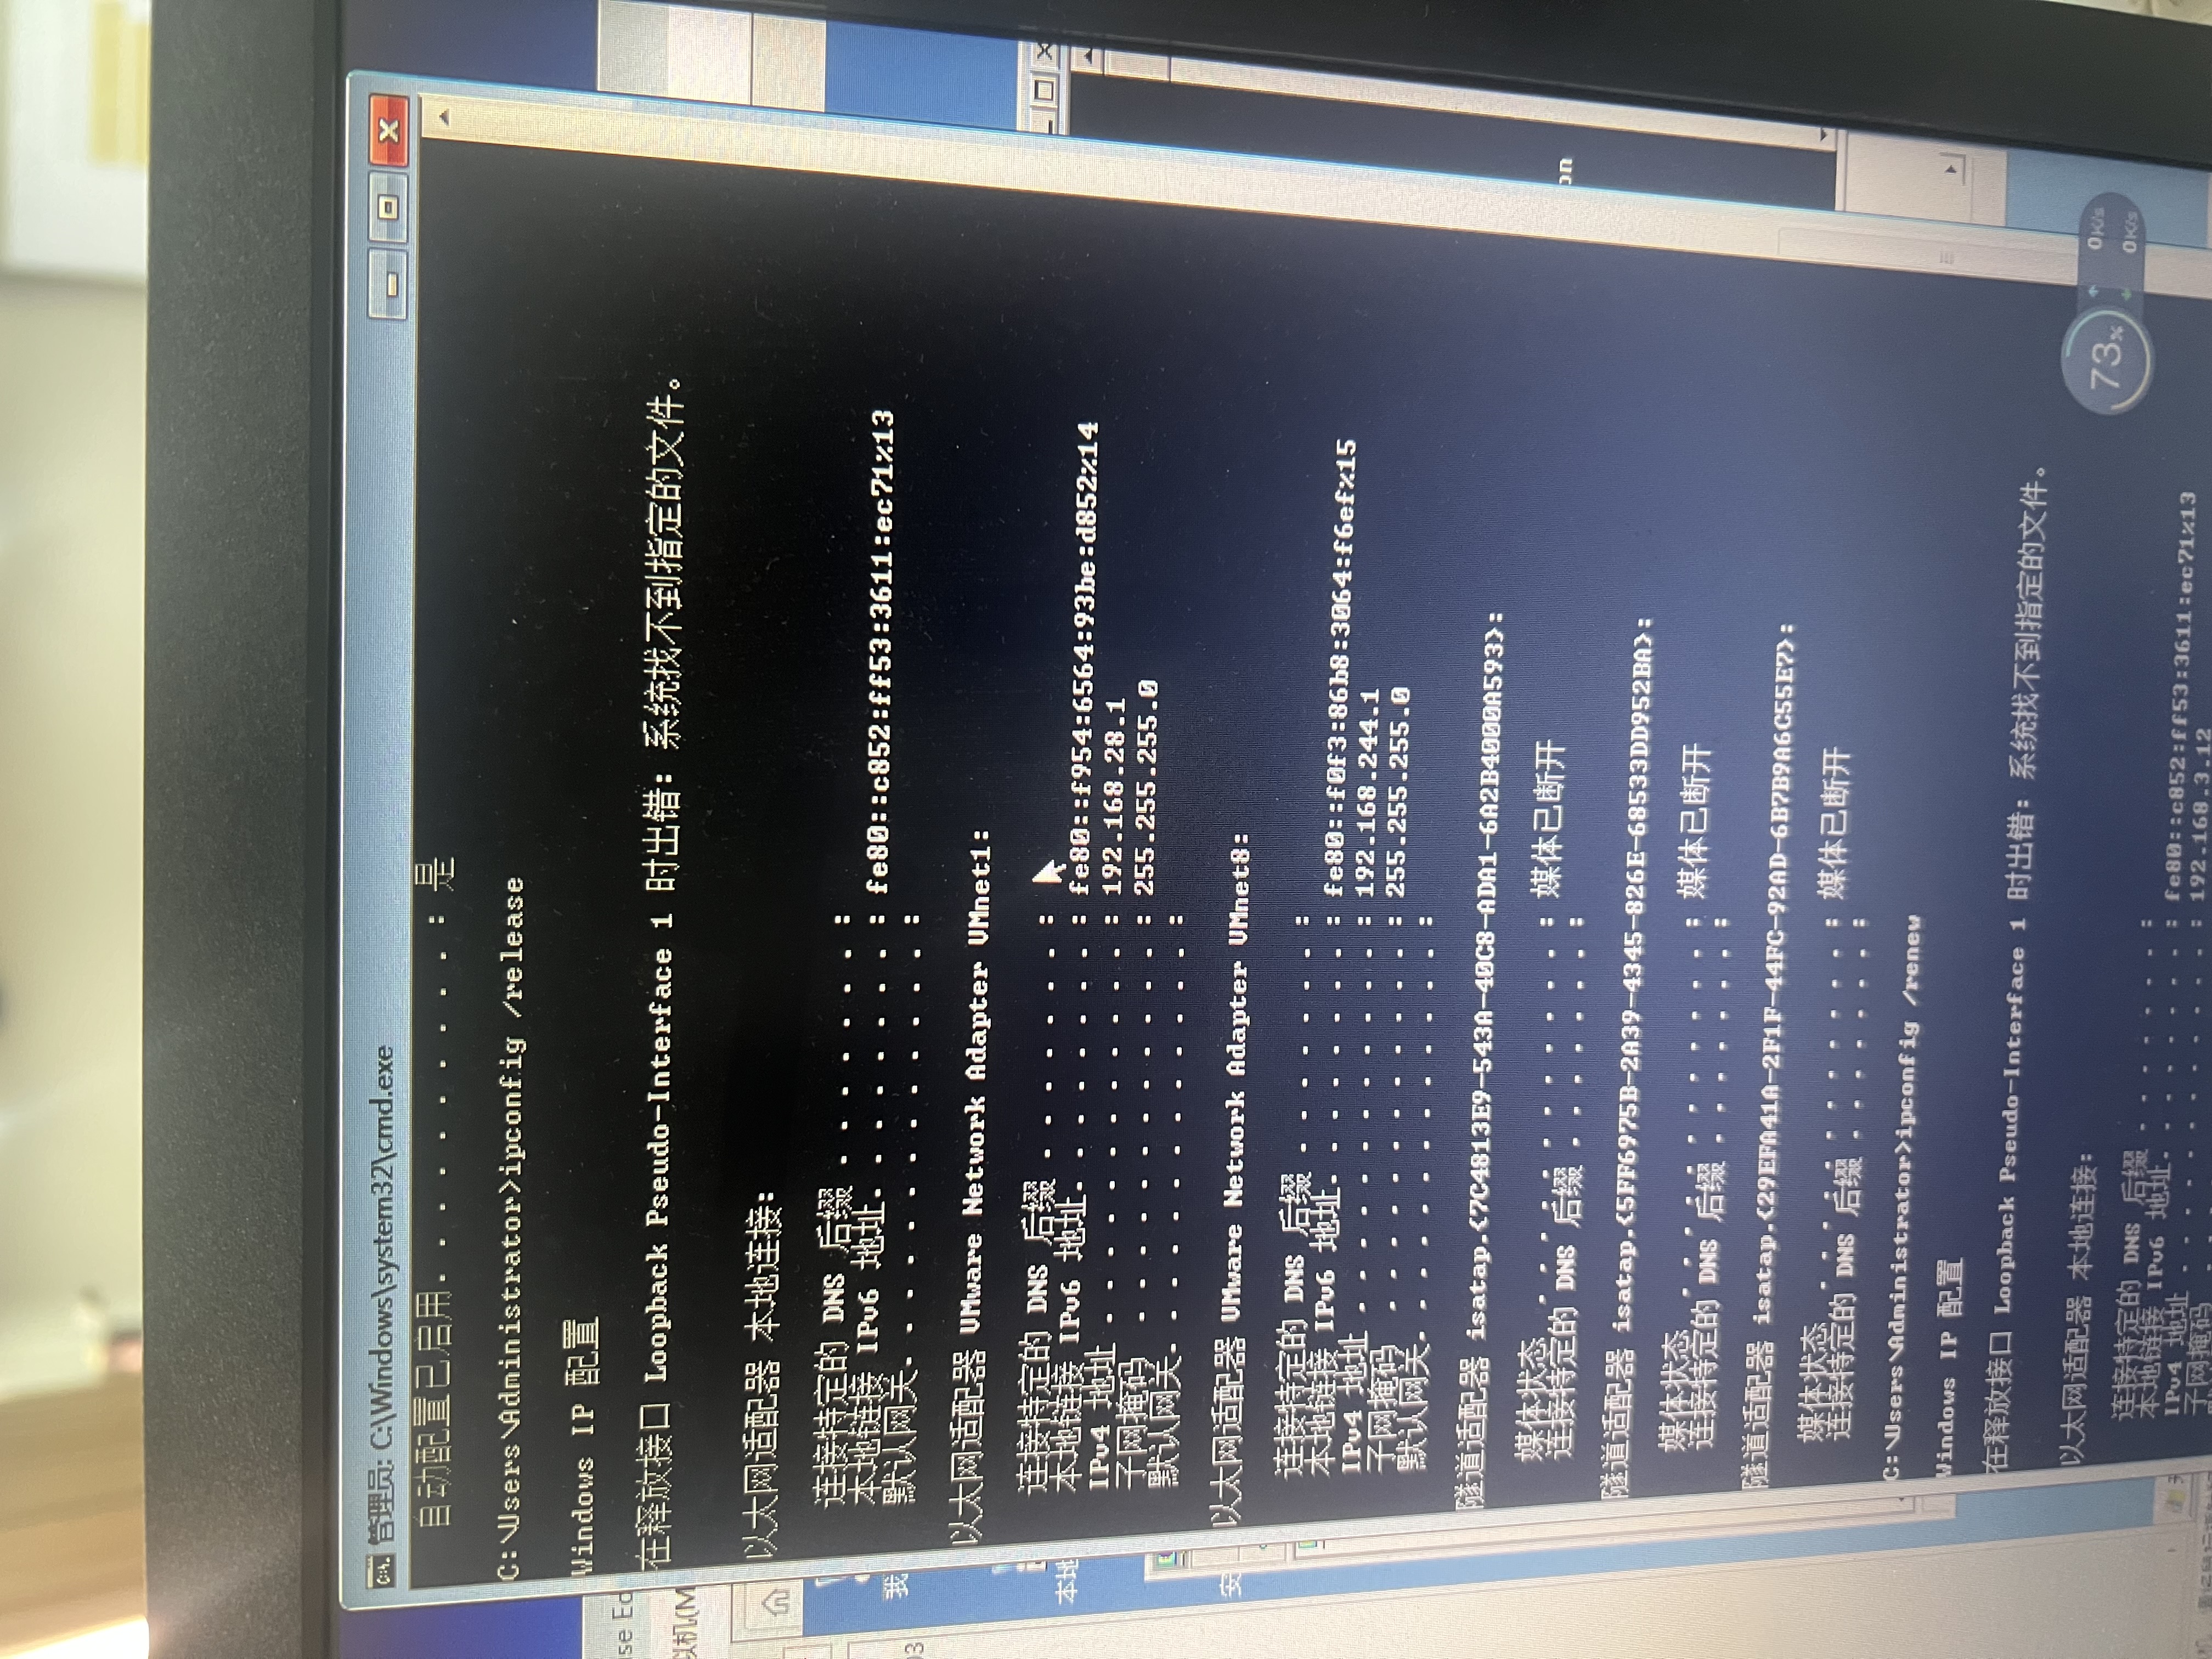 管理员: C:\Windows\system32\cmd.exe
自动配置已启用. . . . . . . . . . . : 是
C:\Users\Administrator>ipconfig /release
Windows IP 配置
在释放接口 Loopback Pseudo-Interface 1 时出错: 系统找不到指定的文件。
以太网适配器 本地连接:
连接特定的 DNS 后缀 . . . . . . . :
本地链接 IPv6 地址. . . . . . . . : fe80::c852:ff53:3611:ec71%13
默认网关. . . . . . . . . . . . . :
以太网适配器 VMware Network Adapter VMnet1:
连接特定的 DNS 后缀 . . . . . . . :
本地链接 IPv6 地址. . . . . . . . : fe80::f954:6564:93be:d852%14
IPv4 地址 . . . . . . . . . . . . : 192.168.28.1
子网掩码 . . . . . . . . . . . . : 255.255.255.0
默认网关. . . . . . . . . . . . . :
以太网适配器 VMware Network Adapter VMnet8:
连接特定的 DNS 后缀 . . . . . . . :
本地链接 IPv6 地址. . . . . . . . : fe80::f0f3:86b8:3064:f6ef%15
IPv4 地址 . . . . . . . . . . . . : 192.168.244.1
子网掩码 . . . . . . . . . . . . : 255.255.255.0
默认网关. . . . . . . . . . . . . :
隧道适配器 isatap.{7C4813E9-543A-40C8-ADA1-6A2B4000A593}:
媒体状态 . . . . . . . . . . . . : 媒体已断开
连接特定的 DNS 后缀 . . . . . . . :
隧道适配器 isatap.{5FF6975B-2A39-4345-826E-68533DD952BA}:
媒体状态 . . . . . . . . . . . . : 媒体已断开
连接特定的 DNS 后缀 . . . . . . . :
隧道适配器 isatap.{29EFA41A-2F1F-44FC-92AD-6B7B9A6C55E7}:
媒体状态 . . . . . . . . . . . . : 媒体已断开
连接特定的 DNS 后缀 . . . . . . . :
C:\Users\Administrator>ipconfig /renew
Windows IP 配置
在释放接口 Loopback Pseudo-Interface 1 时出错: 系统找不到指定的文件。
以太网适配器 本地连接:
连接特定的 DNS 后缀 . . . . . . . :
本地链接 IPv6 地址. . . . . . . . : fe80::c852:ff53:3611:ec71%13
IPv4 地址 . . . . . . . . . . . . : 192.168.3.12
子网掩码
73%
0K/s
0K/s
se Ed
拟机(M
我
03
本地
安
on